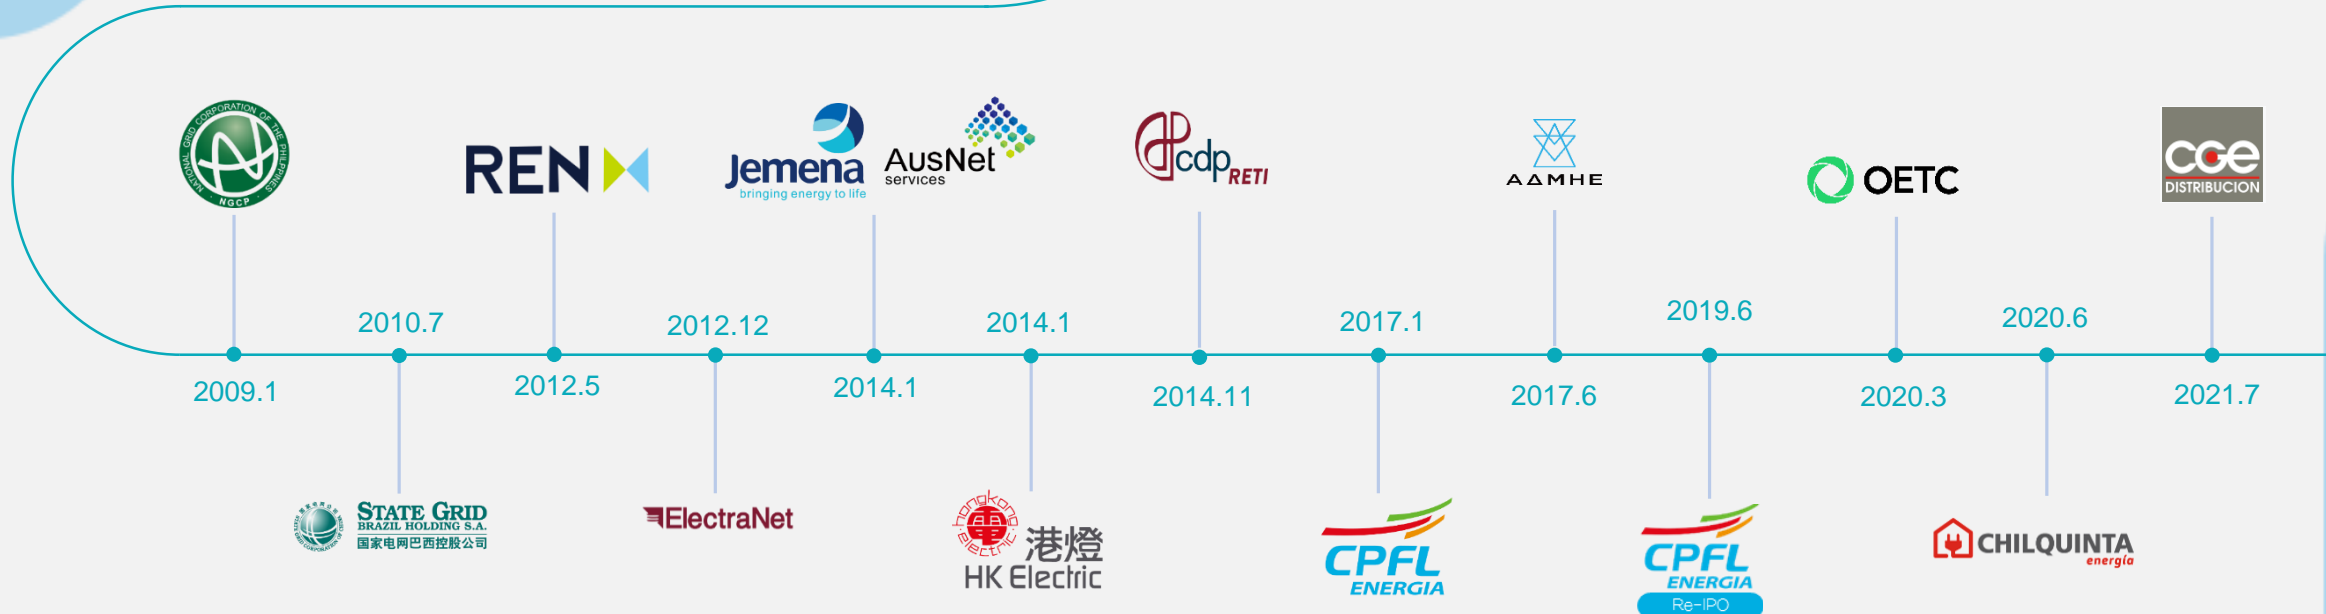 NATIONAL GRID CORPORATION OF THE PHILIPPINES
NGCP
REN
Jemena
bringing energy to life
AusNet
services
cdp
RETI
ΑΔΜΗΕ
OETC
CGE
DISTRIBUCION
2010.7
2012.12
2014.1
2017.1
2019.6
2020.6
2009.1
2012.5
2014.1
2014.11
2017.6
2020.3
2021.7
STATE GRID
BRAZIL HOLDING S.A.
国家电网巴西控股公司
ElectraNet
hongkong
電
electric
港燈
HK Electric
CPFL
ENERGIA
CPFL
ENERGIA
Re-IPO
CHILQUINTA
energía